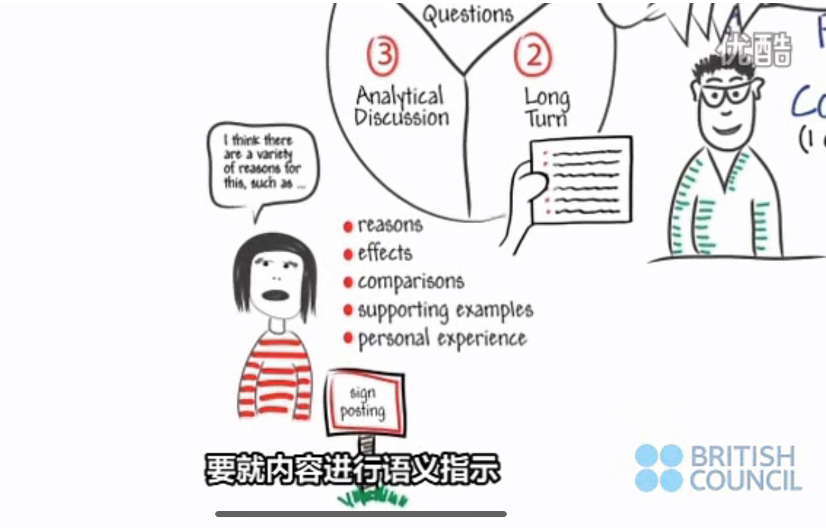 Questions
3
2
Analytical
Discussion
Long
Turn
优酷
I think there
are a variety
of reasons for
this, such as ...
reasons
effects
comparisons
supporting examples
personal experience
sign
posting
要就内容进行语义指示
BRITISH
COUNCIL